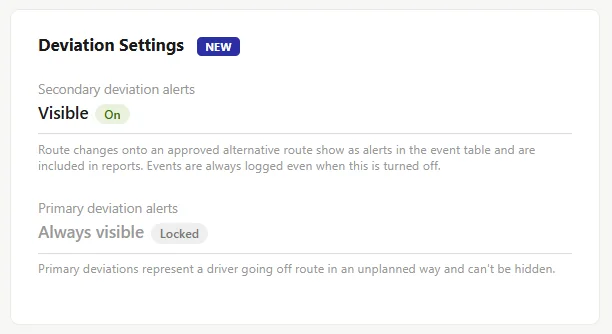 Deviation Settings NEW
Secondary deviation alerts
Visible On
Route changes onto an approved alternative route show as alerts in the event table and are
included in reports. Events are always logged even when this is turned off.
Primary deviation alerts
Always visible Locked
Primary deviations represent a driver going off route in an unplanned way and can't be hidden.